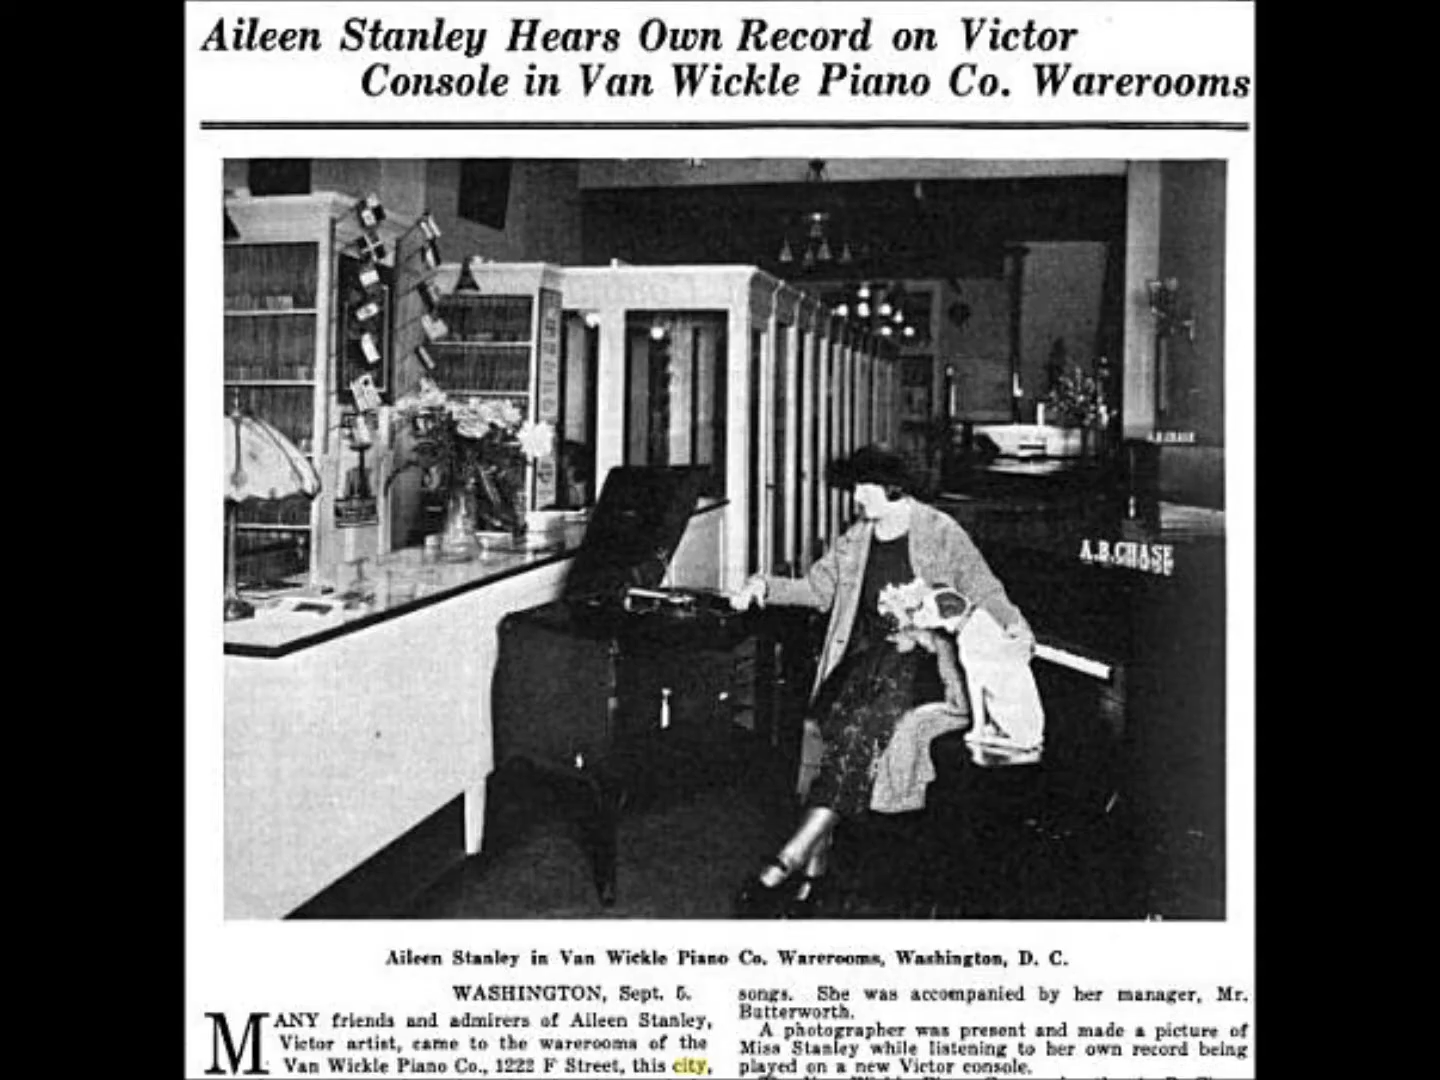 Aileen Stanley Hears Own Record on Victor
Console in Van Wickle Piano Co. Warerooms
A.B.CHASE
A.B.CHASE
Aileen Stanley in Van Wickle Piano Co. Warerooms, Washington, D. C.
WASHINGTON, Sept. 5.
MANY friends and admirers of Aileen Stanley,
Victor artist, came to the warerooms of the
Van Wickle Piano Co., 1222 F Street, this city,
songs. She was accompanied by her manager, Mr.
Butterworth.
A photographer was present and made a picture of
Miss Stanley while listening to her own record being
played on a new Victor console.